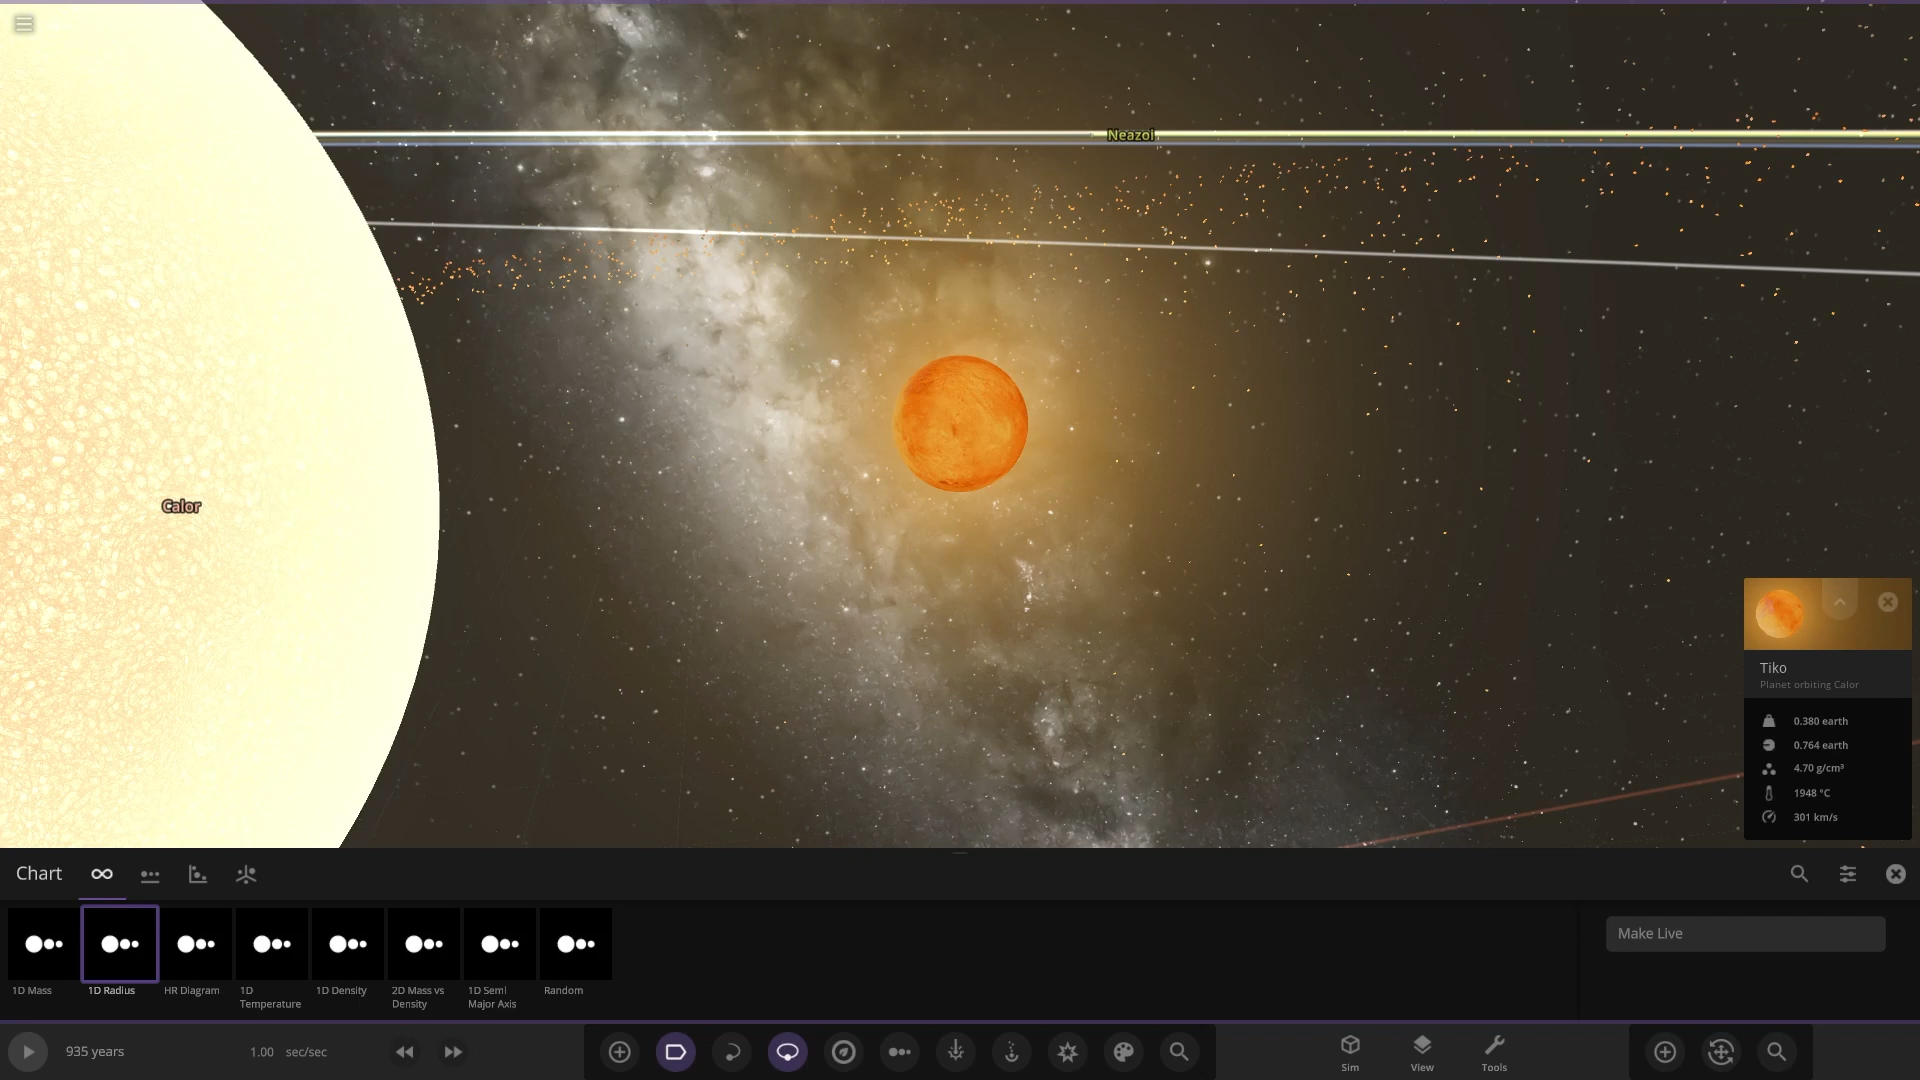 Neazol
Calor
Tiko
Planet orbiting Calor
0.380 earth
0.764 earth
4.70 g/cm³
1948 °C
301 km/s
Chart
1D Mass
1D Radius
HR Diagram
1D
Temperature
1D Density
2D Mass vs
Density
1D Semi
Major Axis
Random
Make Live
935 years
1.00 sec/sec
Sim
View
Tools